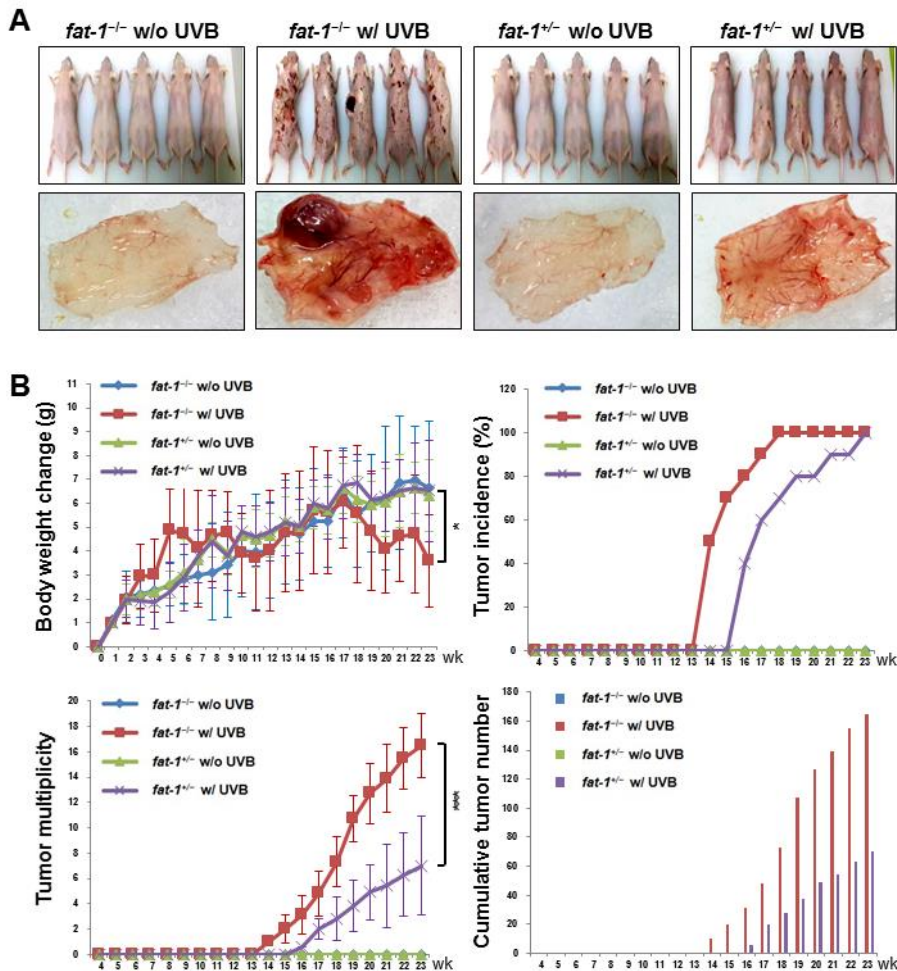 A
fat-1⁻/⁻ w/o UVB
fat-1⁻/⁻ w/ UVB
fat-1⁺/⁻ w/o UVB
fat-1⁺/⁻ w/ UVB
B
fat-1⁻/⁻ w/o UVB
fat-1⁻/⁻ w/ UVB
fat-1⁺/⁻ w/o UVB
fat-1⁺/⁻ w/ UVB
Body weight change (g)
11
10
9
8
7
6
5
4
3
2
1
0
*
0 1 2 3 4 5 6 7 8 9 10 11 12 13 14 15 16 17 18 19 20 21 22 23 wk
fat-1⁻/⁻ w/o UVB
fat-1⁻/⁻ w/ UVB
fat-1⁺/⁻ w/o UVB
fat-1⁺/⁻ w/ UVB
Tumor incidence (%)
120
100
80
60
40
20
0
4 5 6 7 8 9 10 11 12 13 14 15 16 17 18 19 20 21 22 23 wk
fat-1⁻/⁻ w/o UVB
fat-1⁻/⁻ w/ UVB
fat-1⁺/⁻ w/o UVB
fat-1⁺/⁻ w/ UVB
Tumor multiplicity
20
18
16
14
12
10
8
6
4
2
0
***
4 5 6 7 8 9 10 11 12 13 14 15 16 17 18 19 20 21 22 23 wk
fat-1⁻/⁻ w/o UVB
fat-1⁻/⁻ w/ UVB
fat-1⁺/⁻ w/o UVB
fat-1⁺/⁻ w/ UVB
Cumulative tumor number
180
160
140
120
100
80
60
40
20
0
4 5 6 7 8 9 10 11 12 13 14 15 16 17 18 19 20 21 22 23 wk